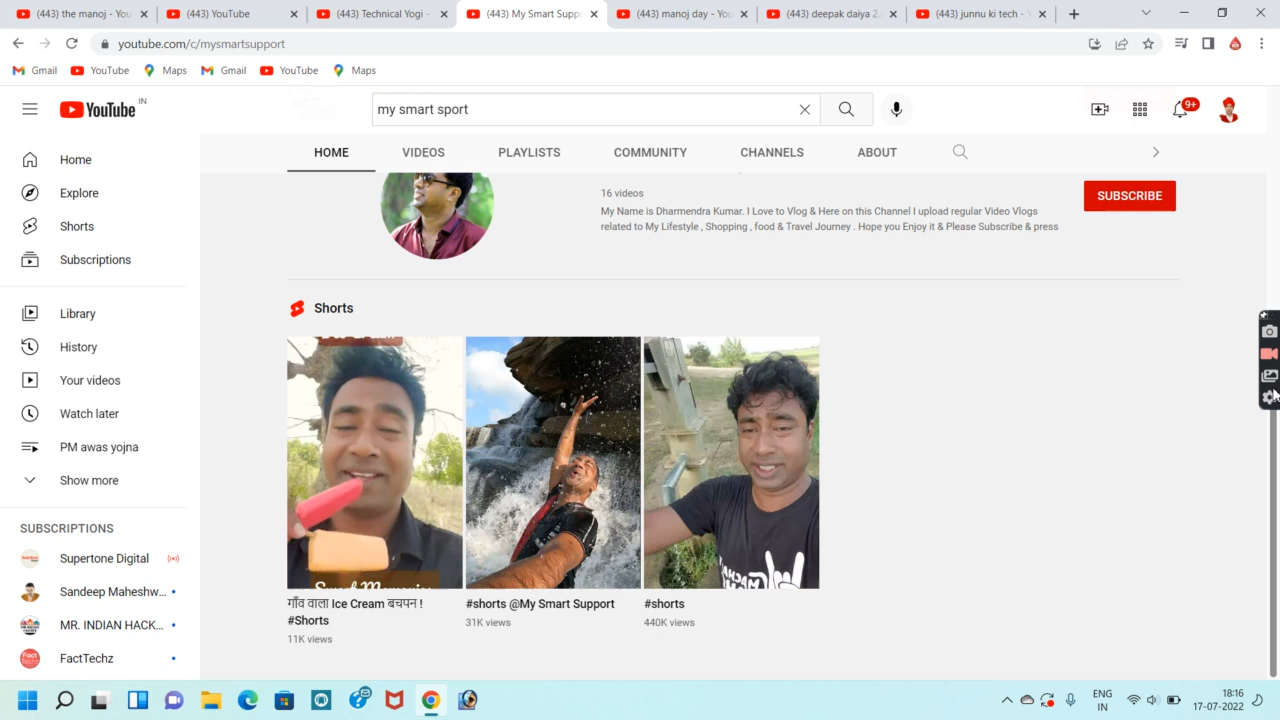 (443) the manoj - You
(443) YouTube
(443) Technical Yogi -
(443) My Smart Supp
(443) manoj day - You
(443) deepak daiya 2.
(443) junnu ki tech - Y
youtube.com/c/mysmartsupport
Gmail YouTube Maps Gmail YouTube Maps
YouTube IN
my smart sport
9+
HOME VIDEOS PLAYLISTS COMMUNITY CHANNELS ABOUT
Home
Explore
Shorts
Subscriptions
Library
History
Your videos
Watch later
PM awas yojna
Show more
SUBSCRIPTIONS
Supertone Digital
Sandeep Maheshw...
MR. INDIAN HACK...
FactTechz
16 videos
My Name is Dharmendra Kumar. I Love to Vlog & Here on this Channel I upload regular Video Vlogs
related to My Lifestyle , Shopping , food & Travel Journey . Hope you Enjoy it & Please Subscribe & press
SUBSCRIBE
Shorts
गाँव वाला Ice Cream बचपन !
#Shorts
11K views
#shorts @My Smart Support
31K views
#shorts
440K views
ENG
IN
18:16
17-07-2022